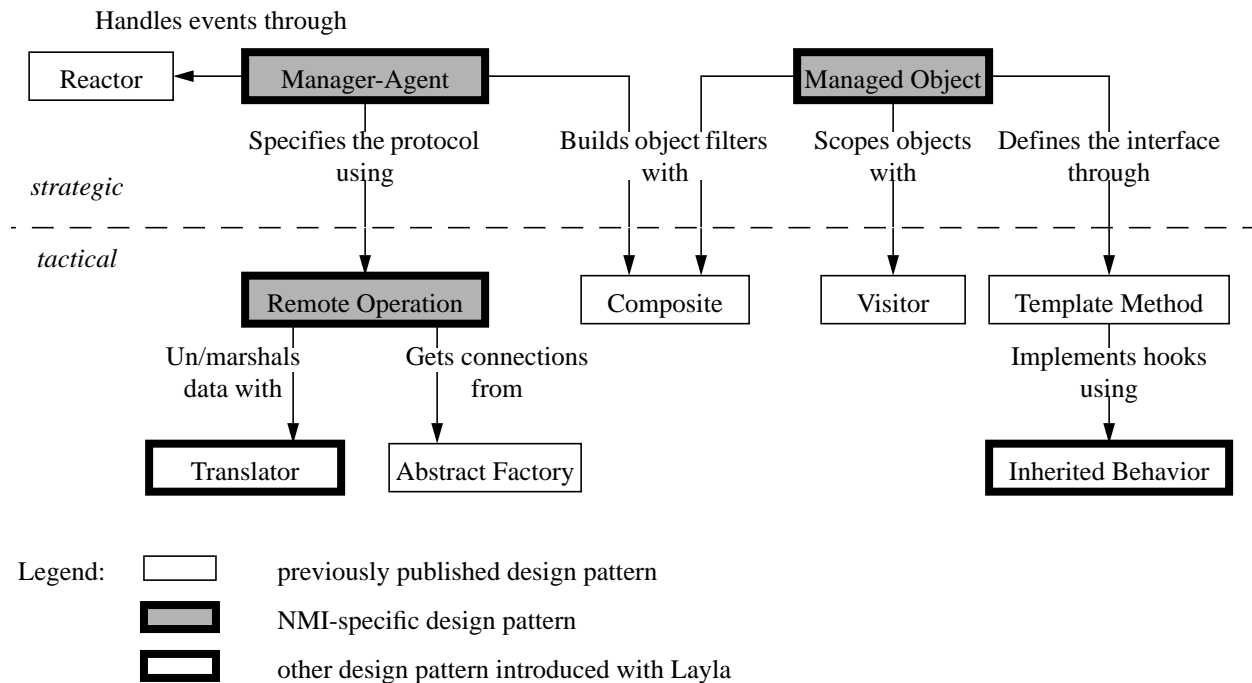 Handles events through
Reactor
Manager-Agent
Managed Object
Specifies the protocol
using
Builds object filters
with
Scopes objects
with
Defines the interface
through
strategic
tactical
Remote Operation
Composite
Visitor
Template Method
Un/marshals
data with
Gets connections
from
Implements hooks
using
Translator
Abstract Factory
Inherited Behavior
Legend:
previously published design pattern
NMI-specific design pattern
other design pattern introduced with Layla